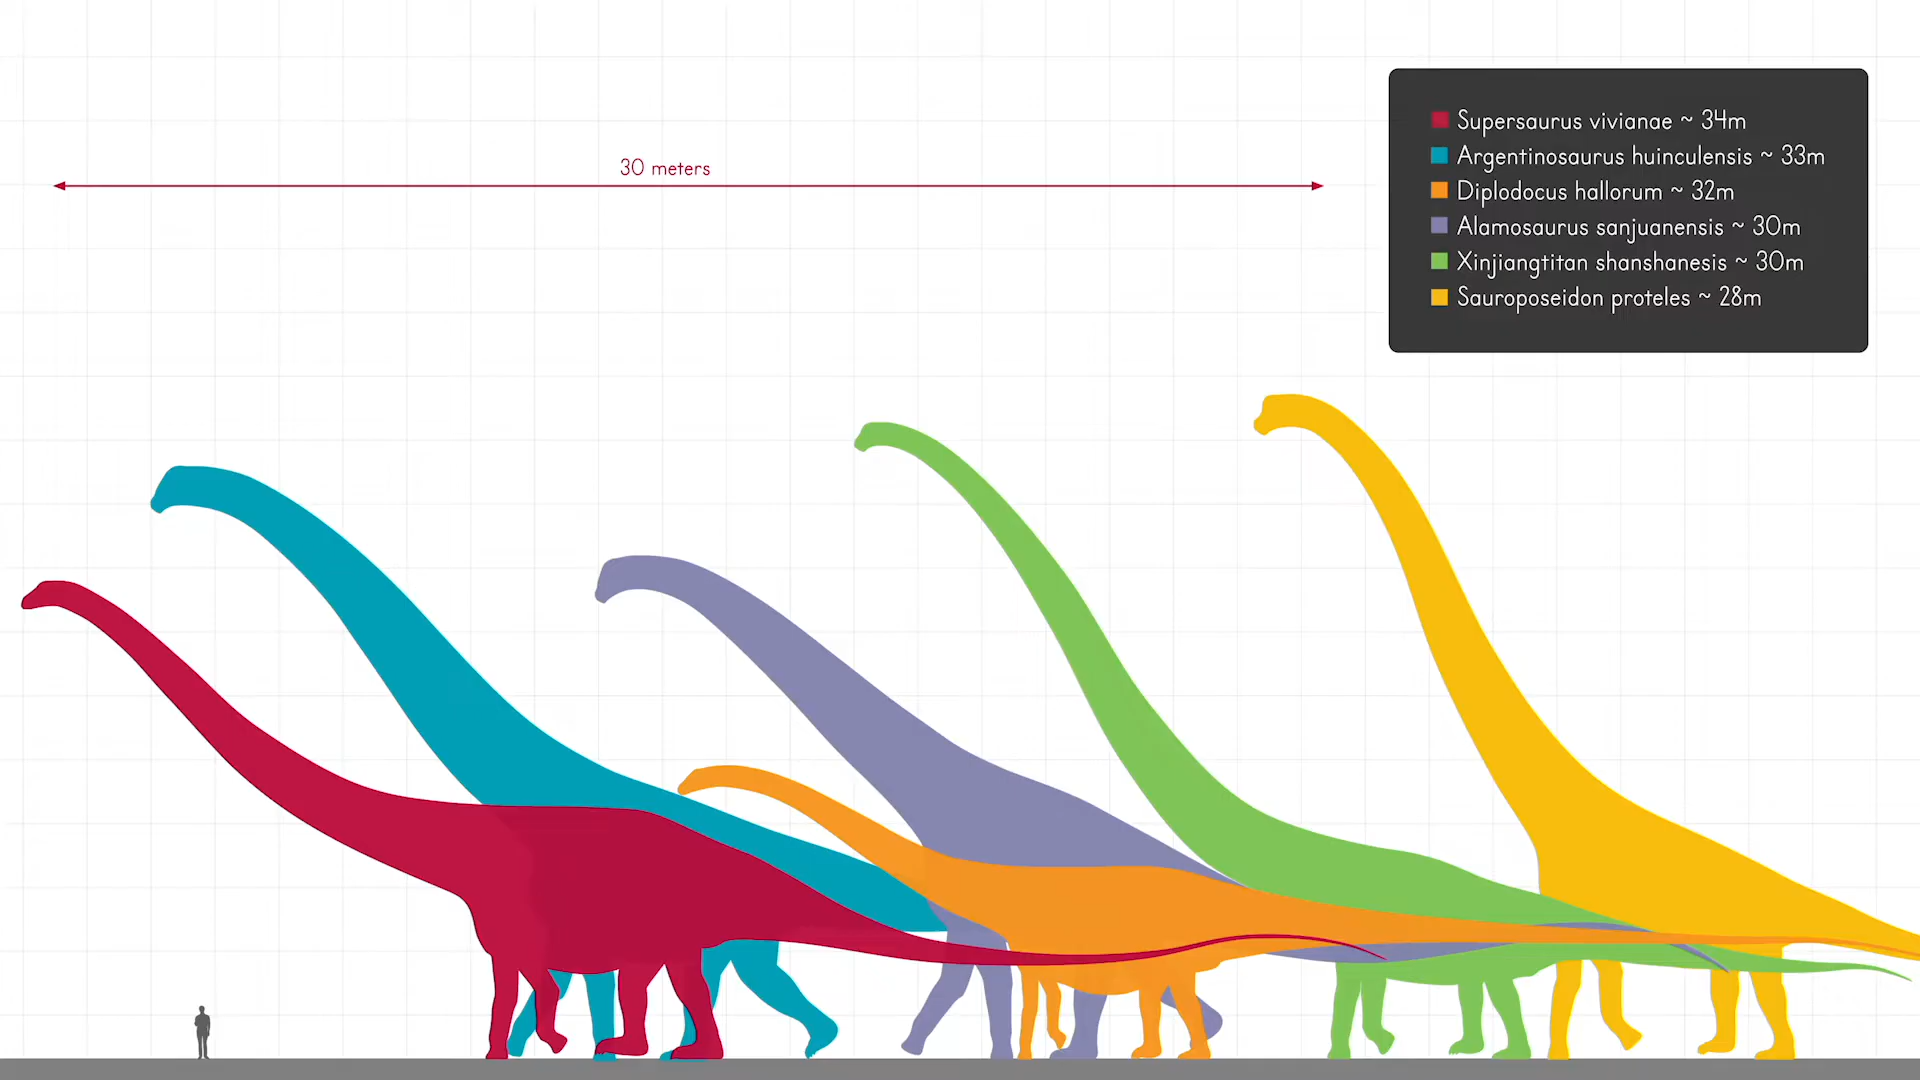 30 meters
Supersaurus vivianae ~ 34m
Argentinosaurus huinculensis ~ 33m
Diplodocus hallorum ~ 32m
Alamosaurus sanjuanensis ~ 30m
Xinjiangtitan shanshanesis ~ 30m
Sauroposeidon proteles ~ 28m